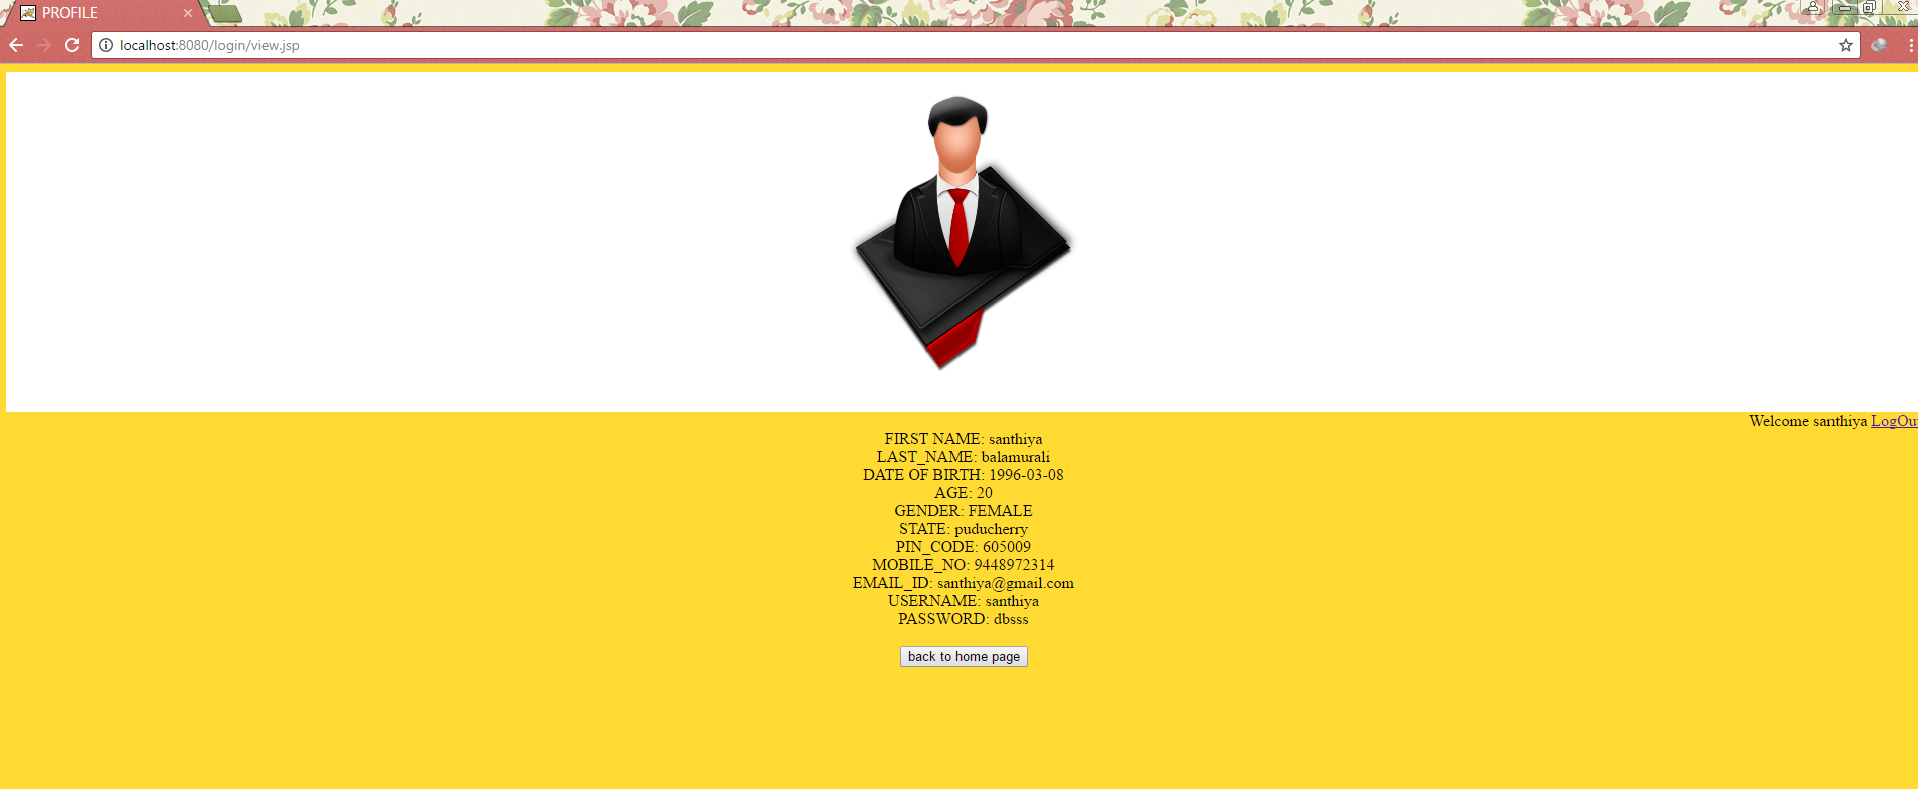 PROFILE
localhost:8080/login/view.jsp
Welcome santhiya LogOu
FIRST NAME: santhiya
LAST_NAME: balamurali
DATE OF BIRTH: 1996-03-08
AGE: 20
GENDER: FEMALE
STATE: puducherry
PIN_CODE: 605009
MOBILE_NO: 9448972314
EMAIL_ID: santhiya@gmail.com
USERNAME: santhiya
PASSWORD: dbsss
back to home page